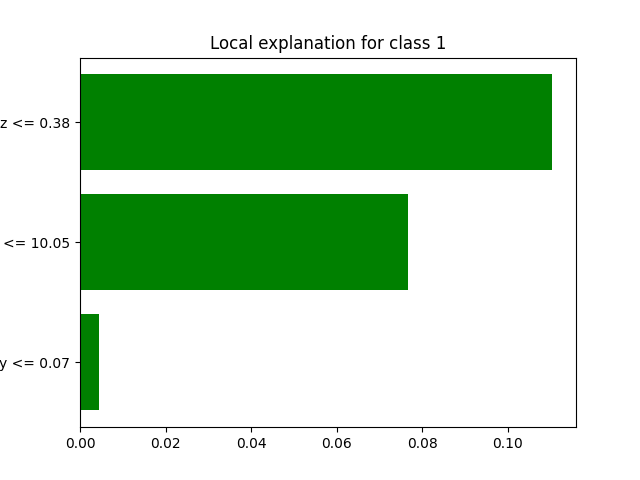 Local explanation for class 1
z <= 0.38
<= 10.05
y <= 0.07
0.00 0.02 0.04 0.06 0.08 0.10